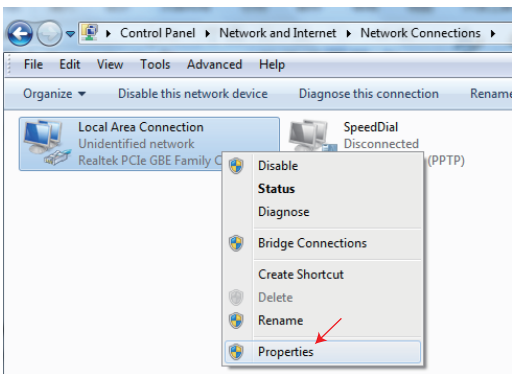 Control Panel Network and Internet Network Connections
File Edit View Tools Advanced Help
Organize Disable this network device Diagnose this connection Rename
Local Area Connection
Unidentified network
Realtek PCIe GBE Family C
SpeedDial
Disconnected
(PPTP)
Disable
Status
Diagnose
Bridge Connections
Create Shortcut
Delete
Rename
Properties